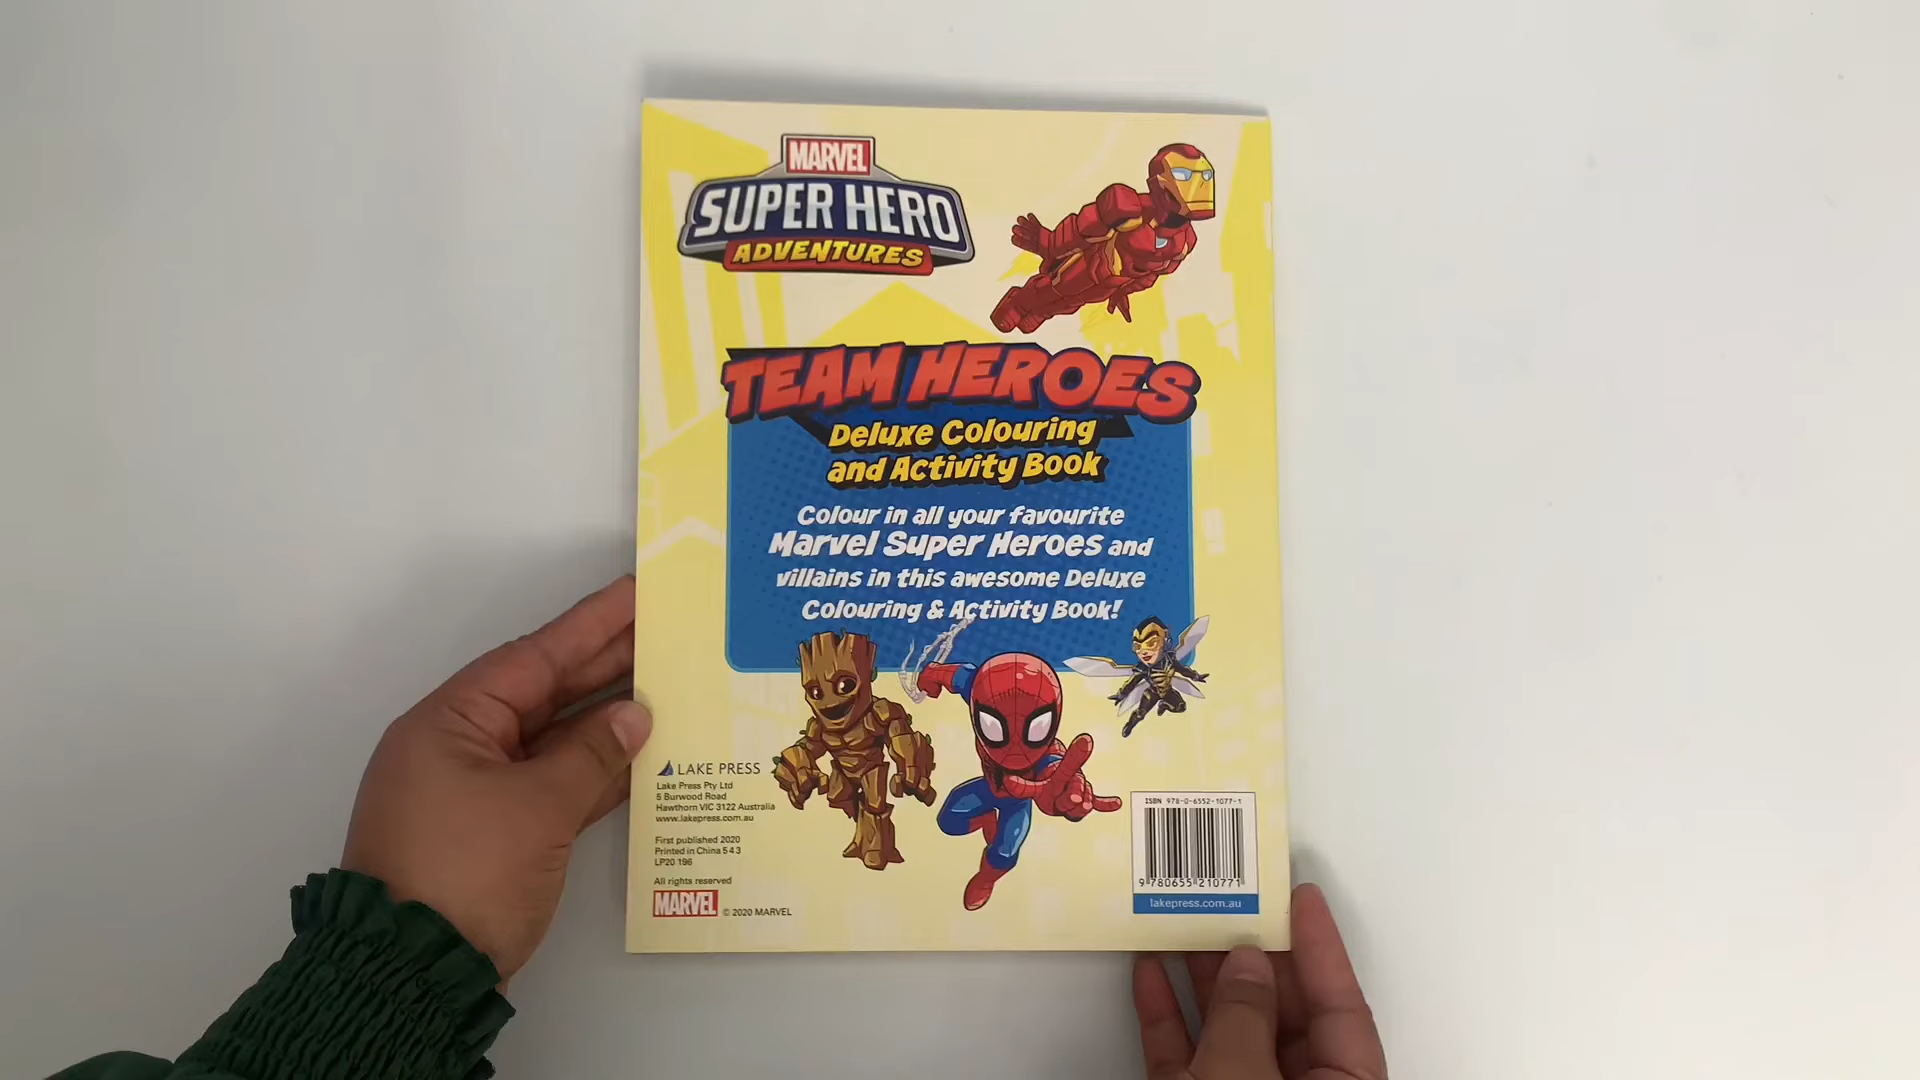 MARVEL
SUPER HERO
ADVENTURES
TEAM HEROES
Deluxe Colouring
and Activity Book
Colour in all your favourite
Marvel Super Heroes and
villains in this awesome Deluxe
Colouring & Activity Book!
LAKE PRESS
Lake Press Pty Ltd
5 Burwood Road
Hawthorn VIC 3122 Australia
www.lakepress.com.au
First published 2020
Printed in China 5 4 3
LP20 196
All rights reserved
MARVEL © 2020 MARVEL
ISBN 978-0-6552-1077-1
9 780655 210771
lakepress.com.au